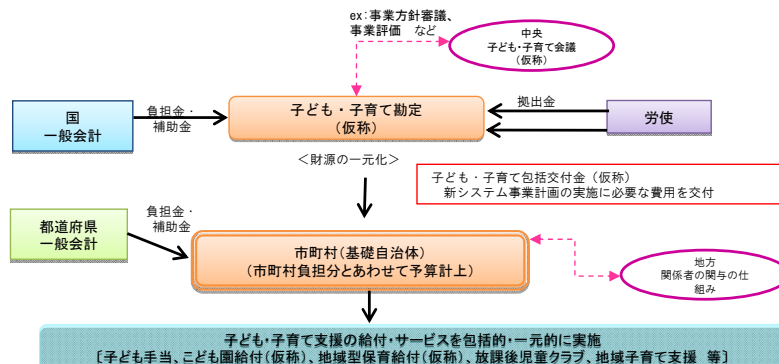 ex:事業方針審議、
事業評価 など
中央
子ども・子育て会議
(仮称)
国
一般会計
負担金・
補助金
子ども・子育て勘定
(仮称)
拠出金
労使
＜財源の一元化＞
子ども・子育て包括交付金(仮称)
新システム事業計画の実施に必要な費用を交付
都道府県
一般会計
負担金・
補助金
市町村(基礎自治体)
(市町村負担分とあわせて予算計上)
地方
関係者の関与の仕
組み
子ども・子育て支援の給付・サービスを包括的・一元的に実施
〔子ども手当、こども園給付(仮称)、地域型保育給付(仮称)、放課後児童クラブ、地域子育て支援 等〕